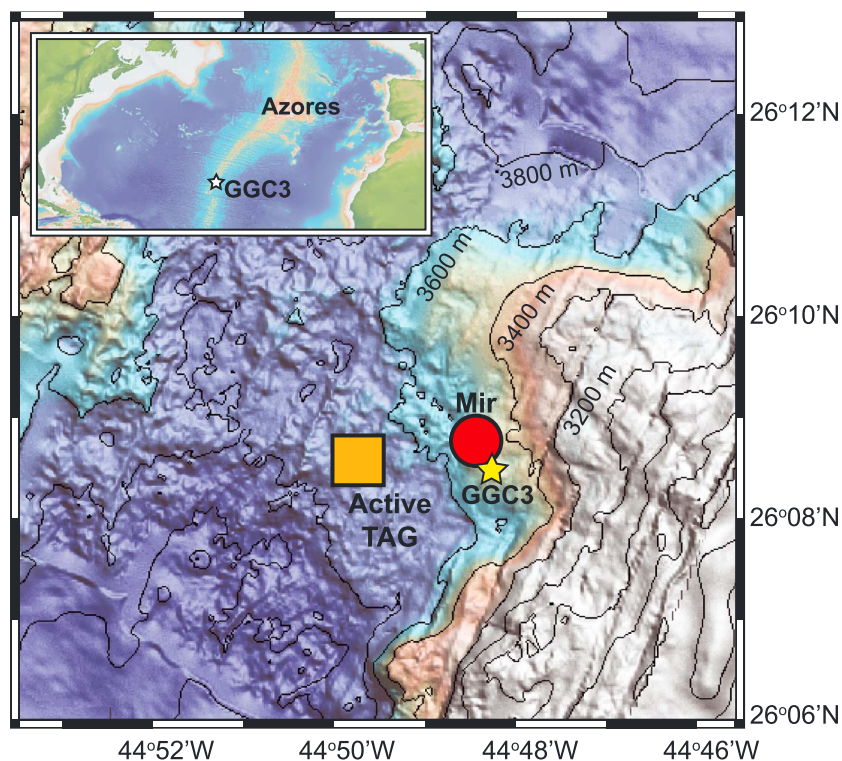 Azores
GGC3
26°12'N
3800 m
3600 m
3400 m
26°10'N
3200 m
Mir
GGC3
Active
TAG
26°08'N
26°06'N
44°52'W
44°50'W
44°48'W
44°46'W